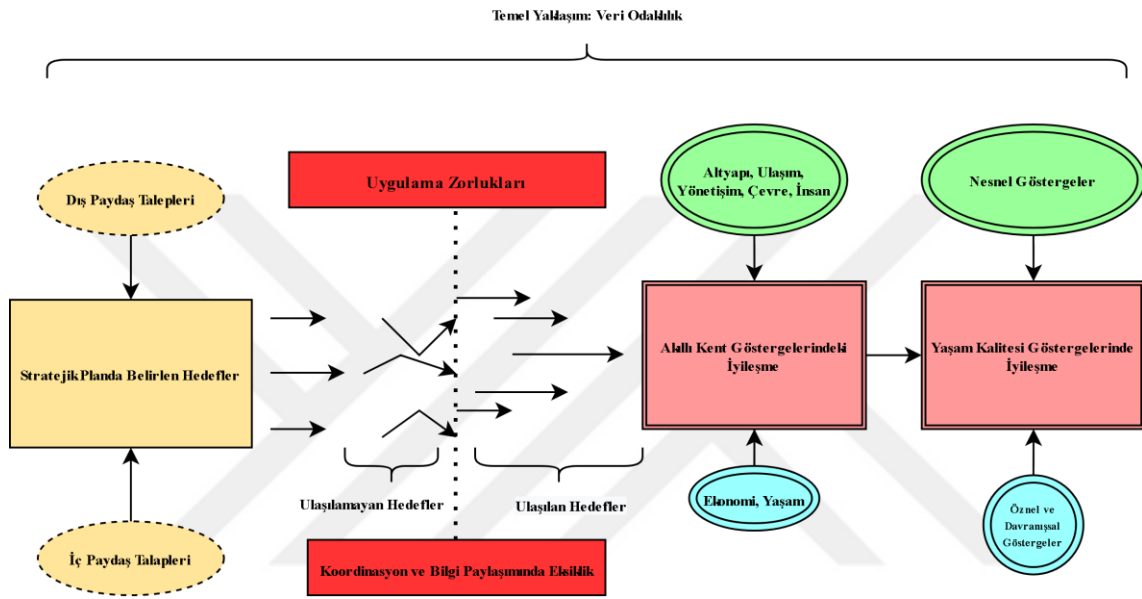 Temel Yaklaşım: Veri Odaklılık
Dış Paydaş Talepleri
Uygulama Zorlukları
Altyapı, Ulaşım,
Yönetişim, Çevre, İnsan
Nesnel Göstergeler
Stratejik Planda Belirlen Hedefler
Akıllı Kent Göstergelerindeki
İyileşme
Yaşam Kalitesi Göstergelerinde
İyileşme
Ulaşılamayan Hedefler
Ulaşılan Hedefler
Ekonomi, Yaşam
Öznel ve
Davranışsal
Göstergeler
İç Paydaş Talapleri
Koordinasyon ve Bilgi Paylaşımında Eksiklik